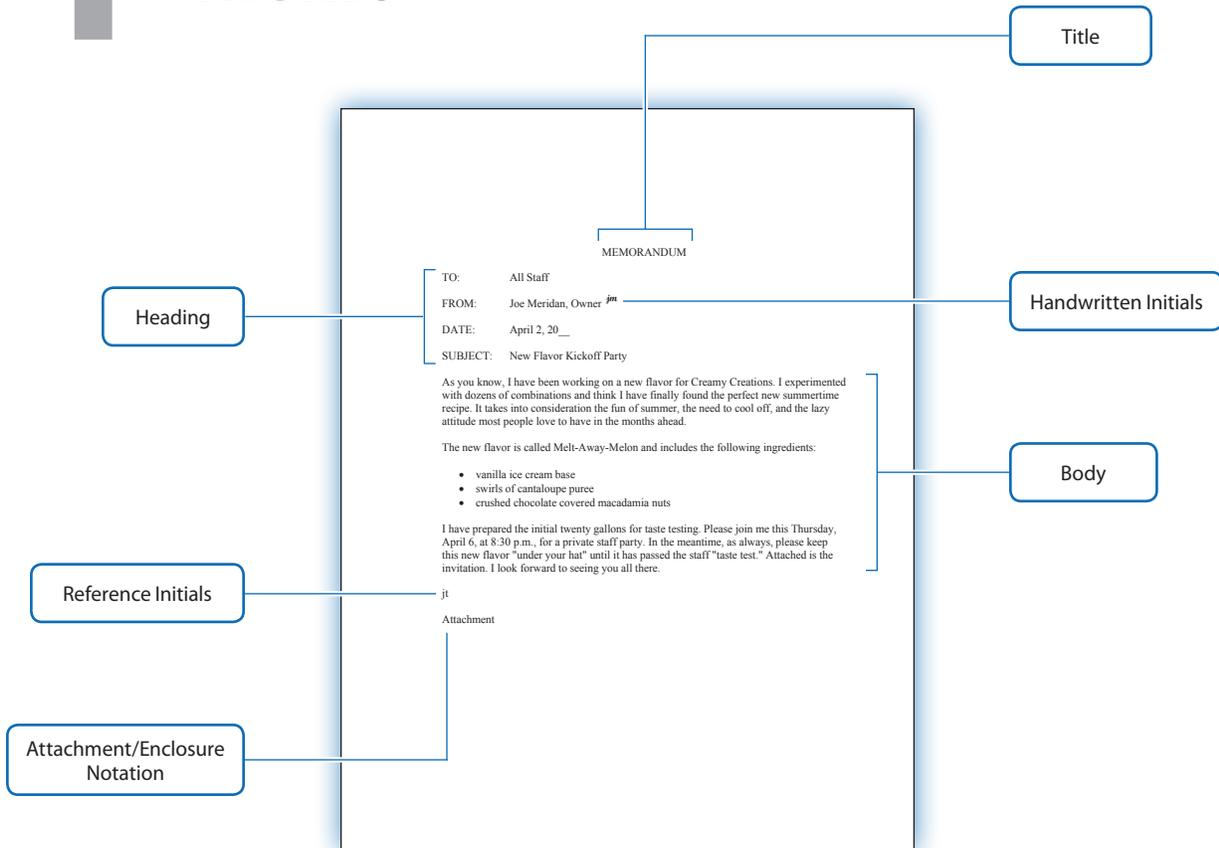 Title
MEMORANDUM
TO: All Staff
Heading
FROM: Joe Meridan, Owner jm
Handwritten Initials
DATE: April 2, 20__
SUBJECT: New Flavor Kickoff Party
As you know, I have been working on a new flavor for Creamy Creations. I experimented
with dozens of combinations and think I have finally found the perfect new summertime
recipe. It takes into consideration the fun of summer, the need to cool off, and the lazy
attitude most people love to have in the months ahead.
The new flavor is called Melt-Away-Melon and includes the following ingredients:
Body
• vanilla ice cream base
• swirls of cantaloupe puree
• crushed chocolate covered macadamia nuts
I have prepared the initial twenty gallons for taste testing. Please join me this Thursday,
April 6, at 8:30 p.m., for a private staff party. In the meantime, as always, please keep
this new flavor "under your hat" until it has passed the staff "taste test." Attached is the
invitation. I look forward to seeing you all there.
Reference Initials
jt
Attachment
Attachment/Enclosure
Notation